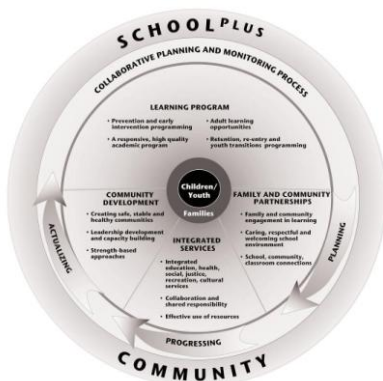 SCHOOL PLUS
COLLABORATIVE PLANNING AND MONITORING PROCESS
LEARNING PROGRAM
• Prevention and early
intervention programming
• A responsive, high quality
academic program
• Adult learning
opportunities
• Retention, re-entry and
youth transitions programming
Children/
Youth
Families
COMMUNITY
DEVELOPMENT
• Creating safe, stable and
healthy communities
• Leadership development
and capacity building
• Strength-based
approaches
FAMILY AND COMMUNITY
PARTNERSHIPS
• Family and community
engagement in learning
• Caring, respectful and
welcoming school
environment
• School, community,
classroom connections
INTEGRATED
SERVICES
• Integrated
education, health,
social, justice,
recreation, cultural
services
• Collaboration and
shared responsibility
• Effective use of resources
ACTUALIZING
PLANNING
PROGRESSING
COMMUNITY